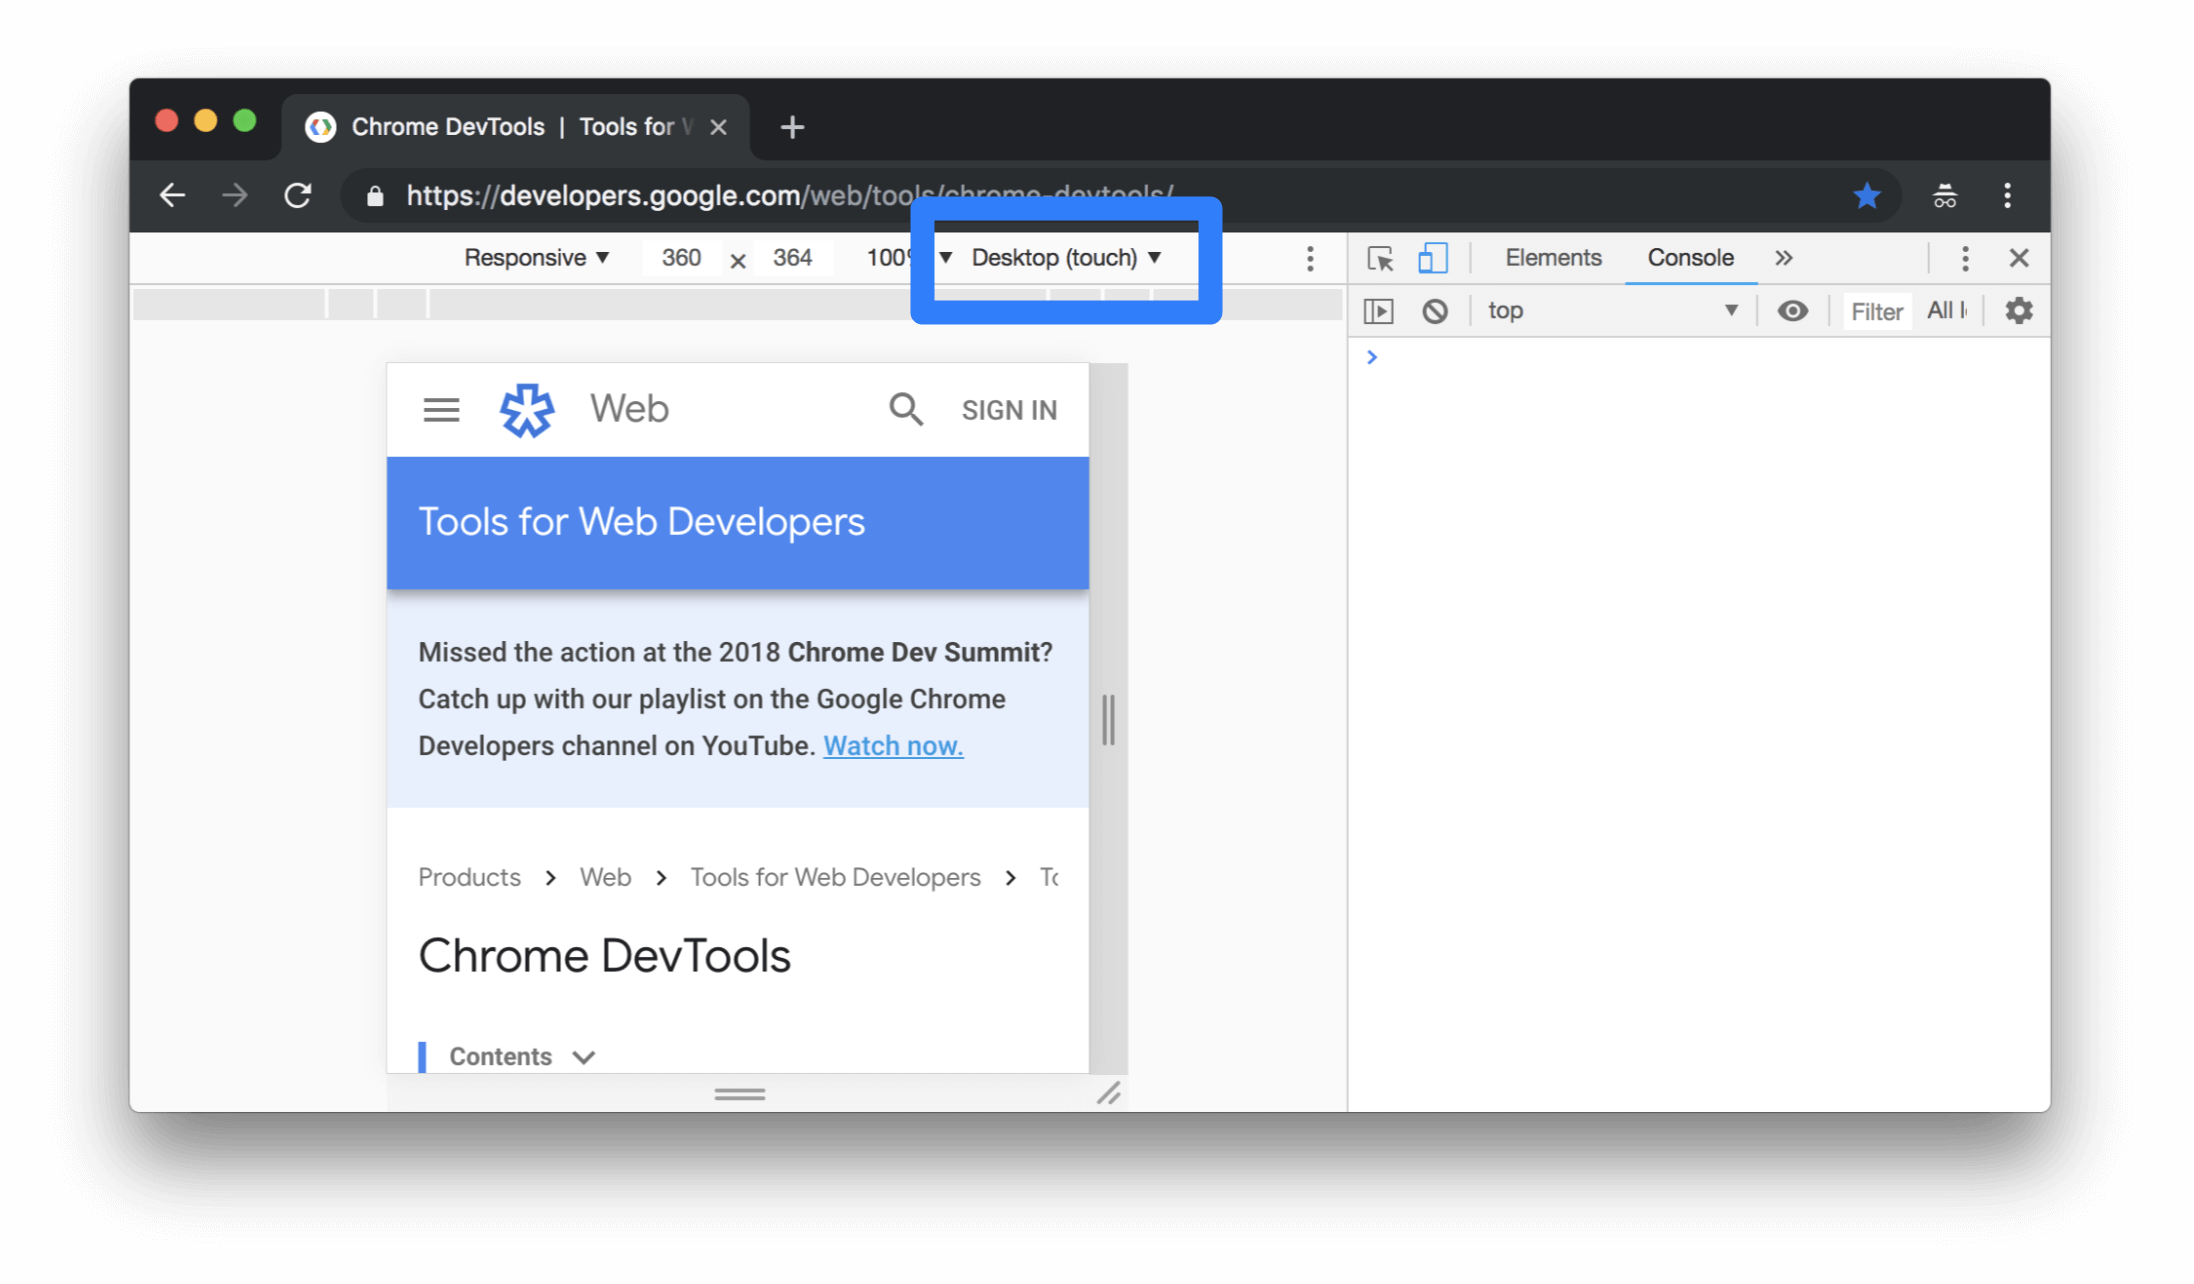 Chrome DevTools | Tools for
https://developers.google.com/web/tools/chrome-devtools/
Responsive 360 × 364 100% Desktop (touch)
Elements Console
top Filter All
Web SIGN IN
Tools for Web Developers
Missed the action at the 2018 Chrome Dev Summit?
Catch up with our playlist on the Google Chrome
Developers channel on YouTube. Watch now.
Products > Web > Tools for Web Developers >
Chrome DevTools
Contents